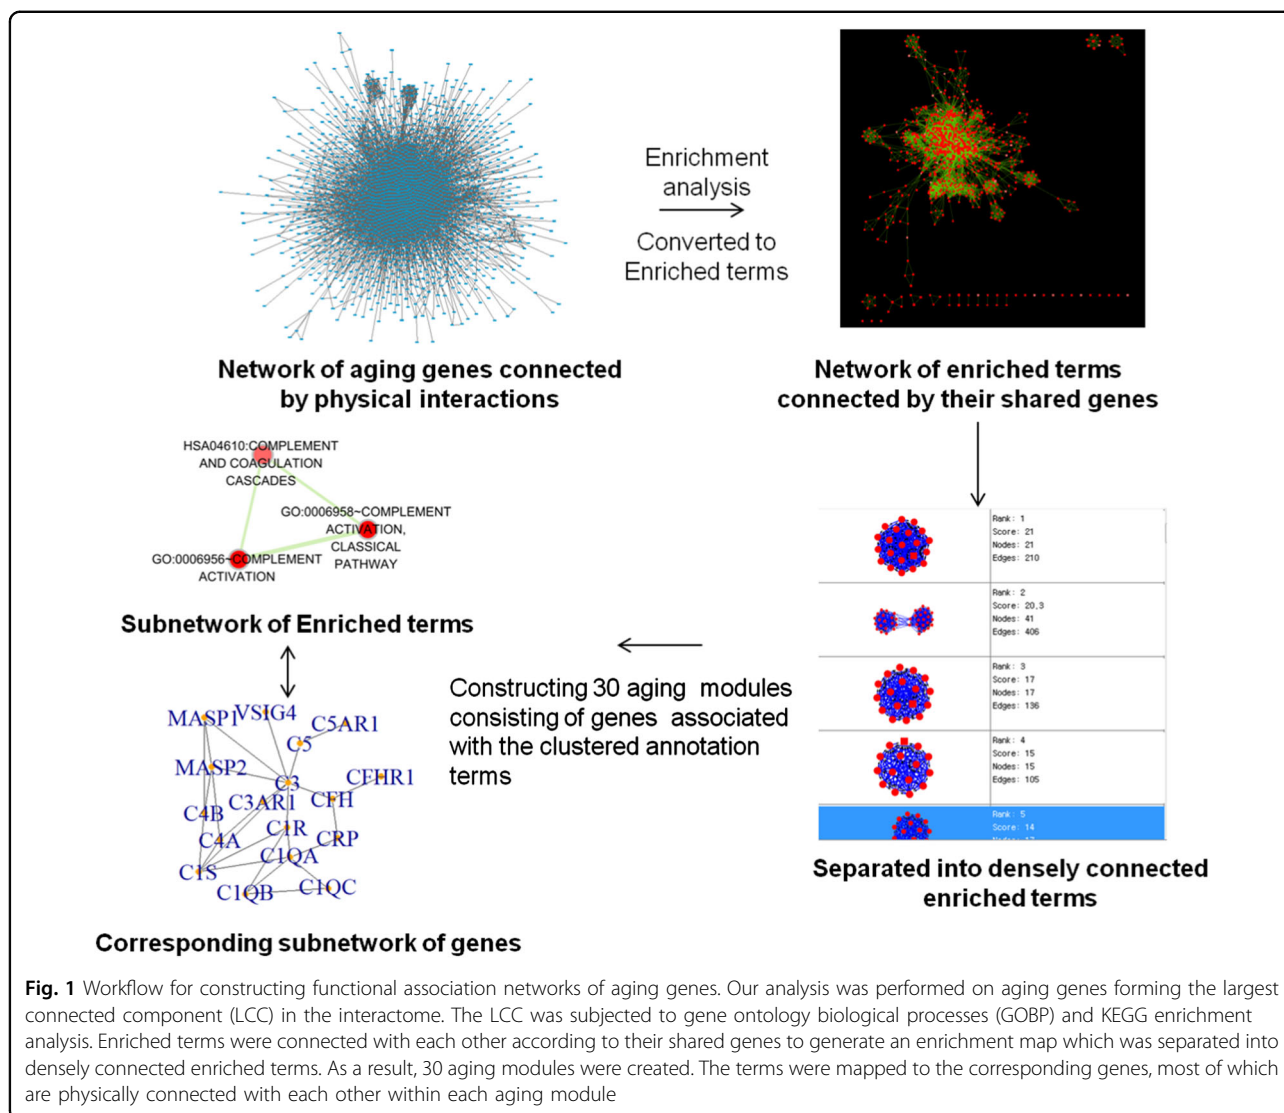 Enrichment
analysis
Converted to
Enriched terms
Network of aging genes connected
by physical interactions
Network of enriched terms
connected by their shared genes
HSA04610:COMPLEMENT
AND COAGULATION
CASCADES
GO:0006958~COMPLEMENT
ACTIVATION,
CLASSICAL
PATHWAY
GO:0006956~COMPLEMENT
ACTIVATION
Subnetwork of Enriched terms
Rank: 1
Score: 21
Nodes: 21
Edges: 210
Rank: 2
Score: 20.3
Nodes: 41
Edges: 406
Rank: 3
Score: 17
Nodes: 17
Edges: 136
Rank: 4
Score: 15
Nodes: 15
Edges: 105
Rank: 5
Score: 14
Separated into densely connected
enriched terms
Constructing 30 aging modules
consisting of genes associated
with the clustered annotation
terms
MASP1
VSIG4
C5AR1
C5
MASP2
C3
CFHR1
C3AR1
CFH
C4B
C1R
C4A
CRP
C1QA
C1S
C1QB
C1QC
Corresponding subnetwork of genes
Fig. 1 Workflow for constructing functional association networks of aging genes. Our analysis was performed on aging genes forming the largest
connected component (LCC) in the interactome. The LCC was subjected to gene ontology biological processes (GOBP) and KEGG enrichment
analysis. Enriched terms were connected with each other according to their shared genes to generate an enrichment map which was separated into
densely connected enriched terms. As a result, 30 aging modules were created. The terms were mapped to the corresponding genes, most of which
are physically connected with each other within each aging module